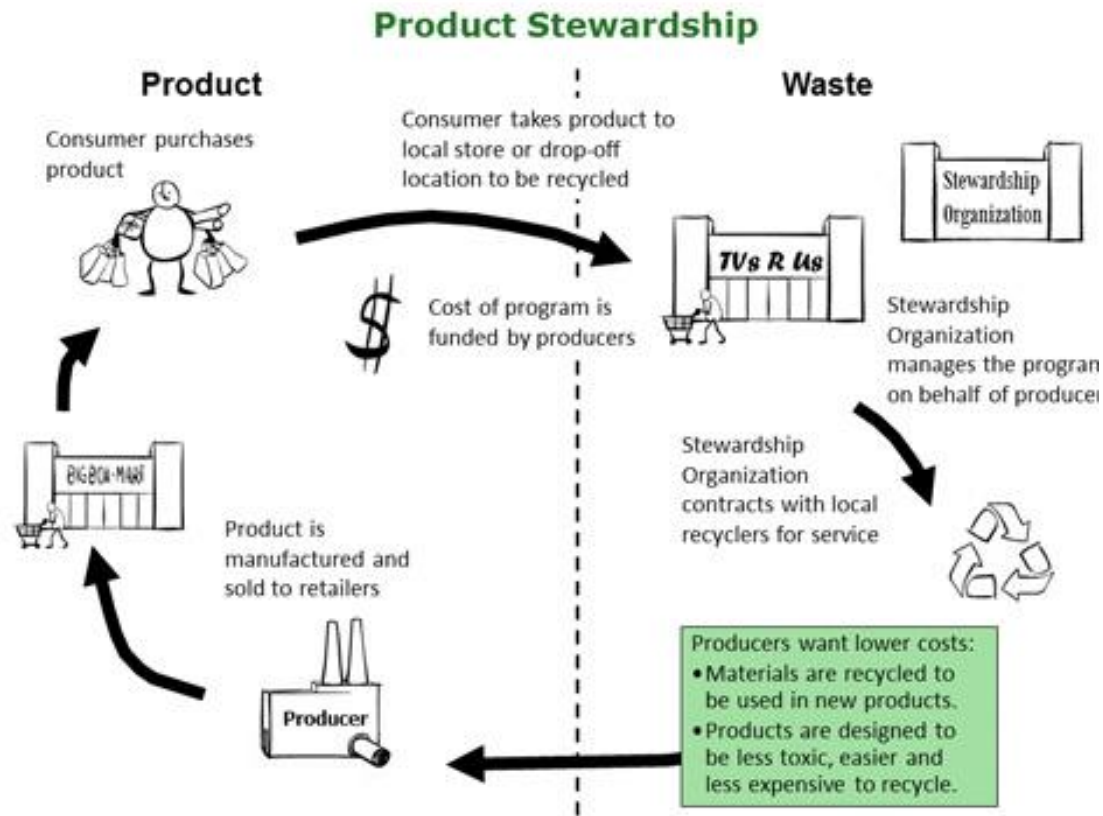 Product Stewardship
Product
Waste
Consumer purchases
product
Consumer takes product to
local store or drop-off
location to be recycled
Stewardship
Organization
TVs R Us
Cost of program is
funded by producers
Stewardship
Organization
manages the program
on behalf of producer
BIGBOX-MART
Stewardship
Organization
contracts with local
recyclers for service
Product is
manufactured and
sold to retailers
Producer
Producers want lower costs:
•Materials are recycled to
be used in new products.
•Products are designed to
be less toxic, easier and
less expensive to recycle.